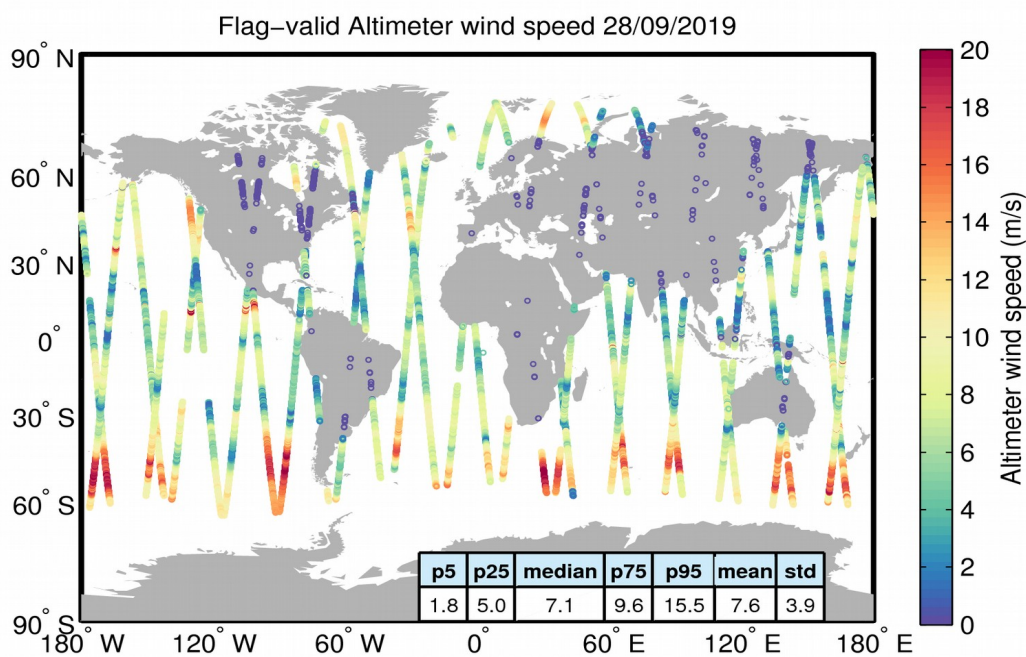 Flag-valid Altimeter wind speed 28/09/2019
90° N
60° N
30° N
0°
30° S
60° S
90° S
180° W
120° W
60° W
0°
60° E
120° E
180° E
p5 p25 median p75 p95 mean std
1.8 5.0 7.1 9.6 15.5 7.6 3.9
20
18
16
14
12
10
8
6
4
2
0
Altimeter wind speed (m/s)